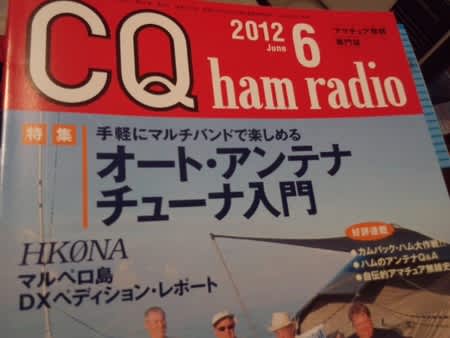 CQ ham radio
2012 6
June
アマチュア無線
専門誌
特集
手軽にマルチバンドで楽しめる
オート・アンテナ
チューナ入門
HKØNA
マルペロ島
DXペディション・レポート
好評連載
●カムバック・ハム大作戦!!
●ハムのアンテナQ&A
●自伝的アマチュア無線史